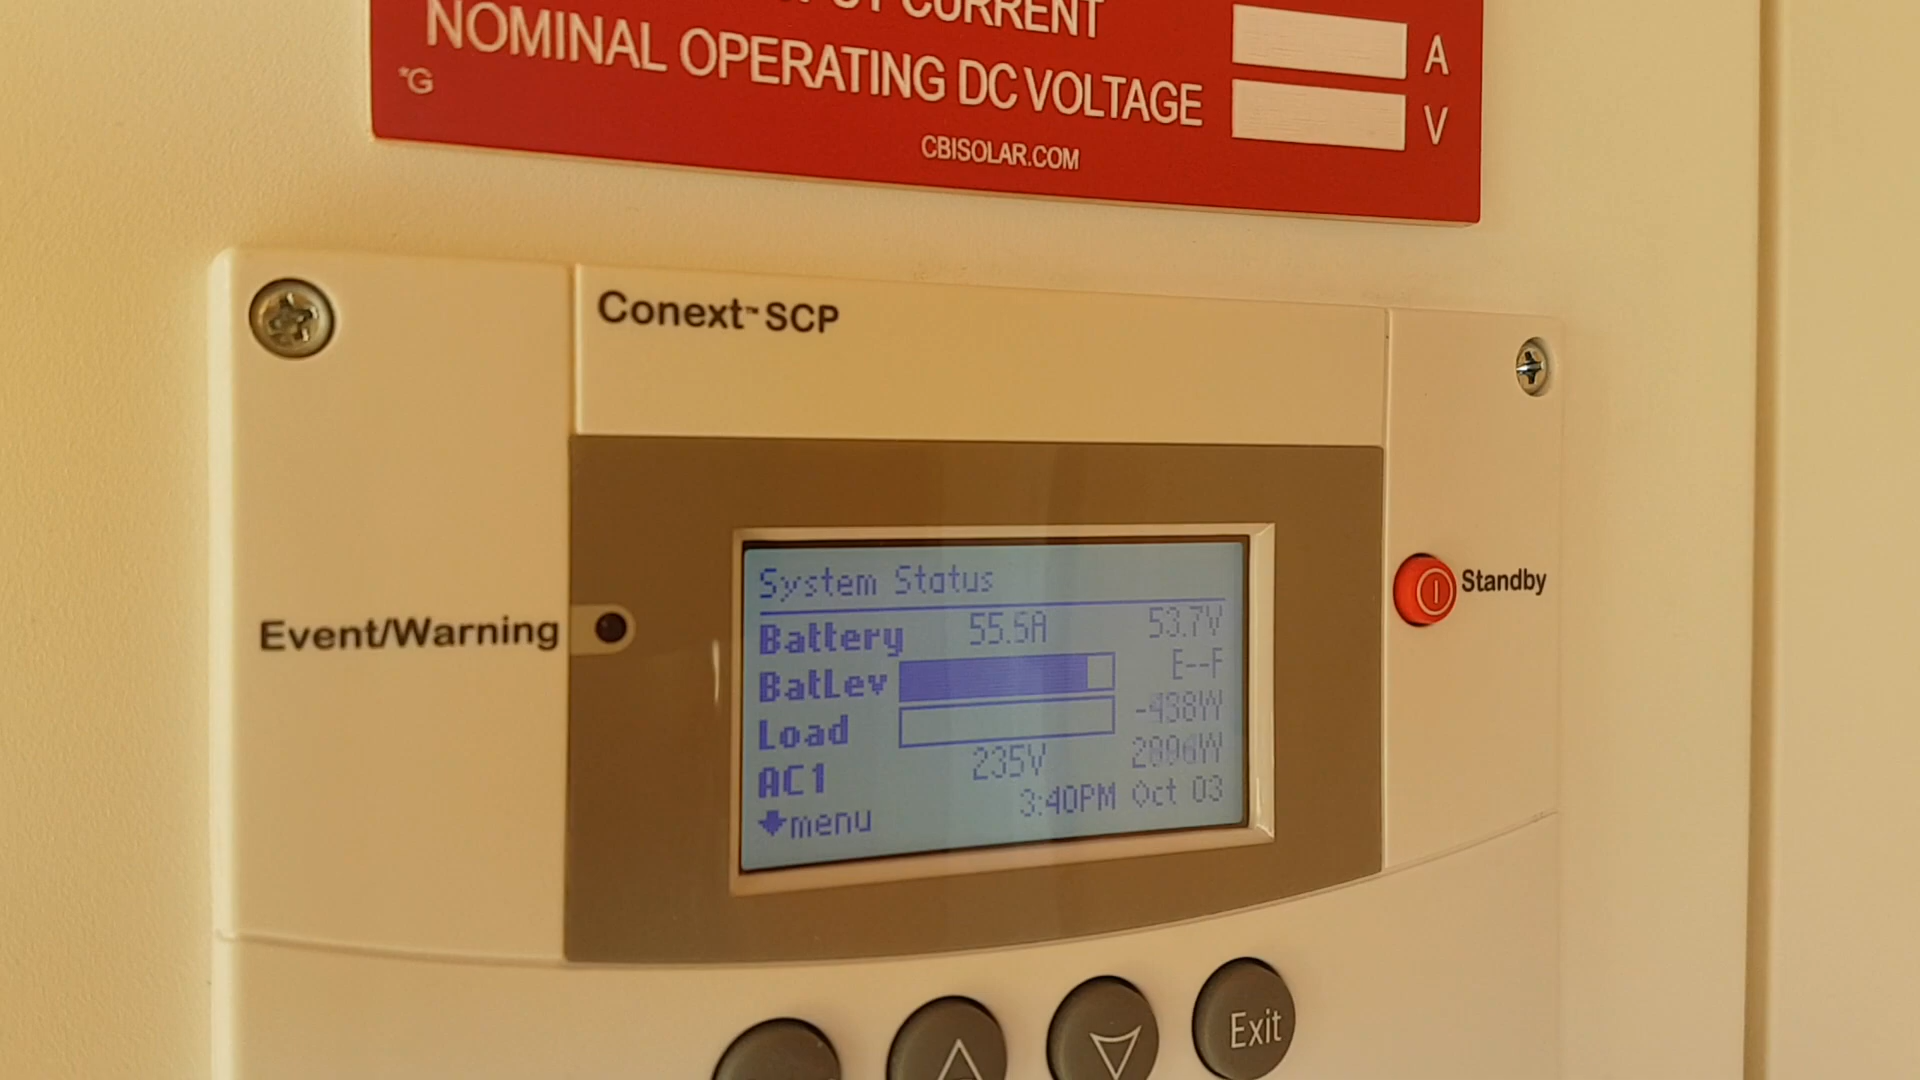 CURRENT A
NOMINAL OPERATING DC VOLTAGE V
*G
CBISOLAR.COM
Conext™ SCP
Event/Warning
Standby
System Status
Battery 55.5A 53.7V
BatLev E--F
Load -438W
AC1 235V
menu 3:40PM Oct 03
Exit